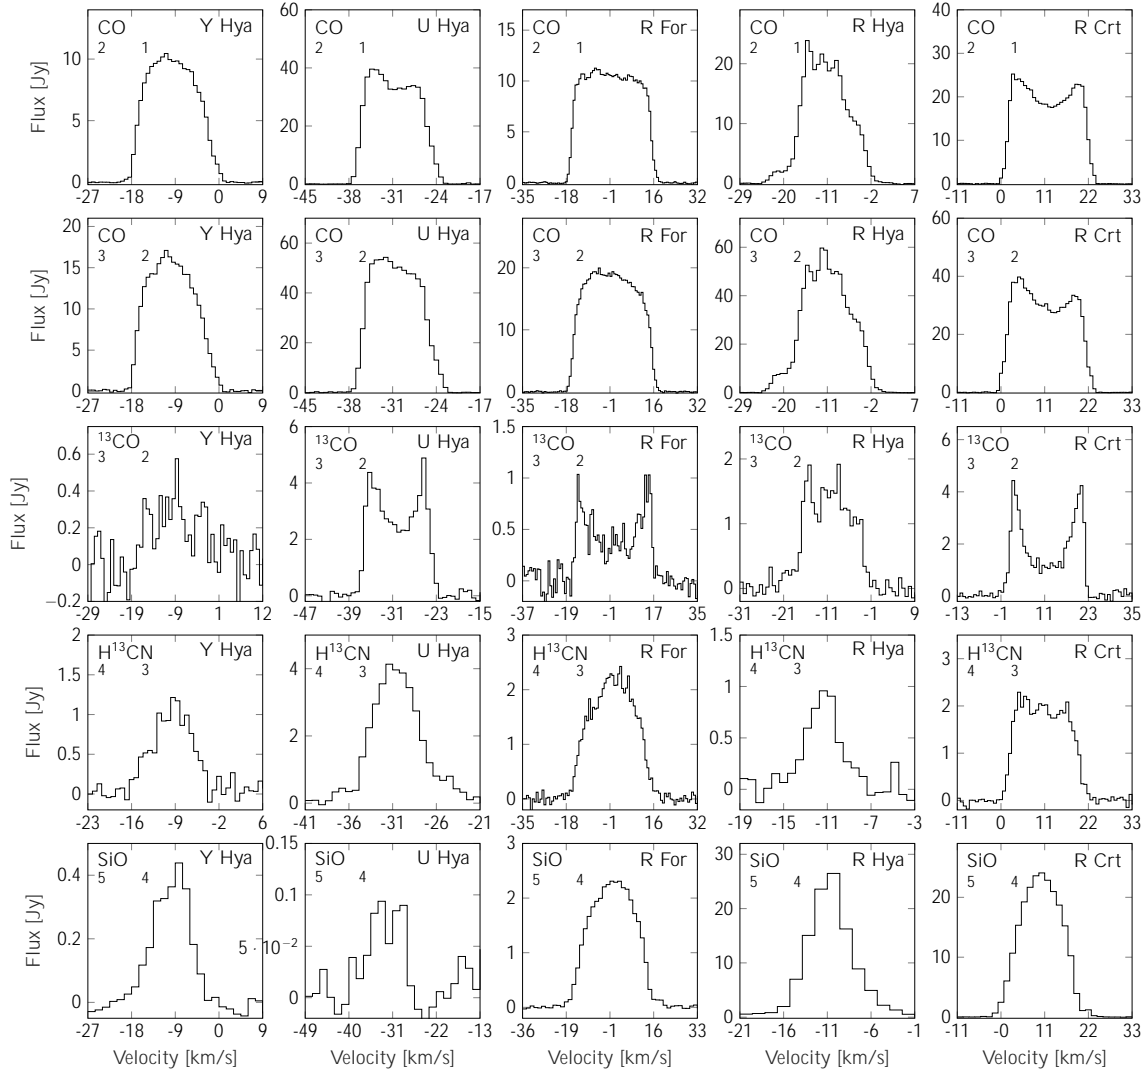 CO Y Hya CO U Hya CO R For CO R Hya CO R Crt
2 1 2 1 2 1 2 1 2 1
Flux [Jy]
10 5 0
60 40 20 0
15 10 5 0
20 10 0
40 30 20 10 0
-27 -18 -9 0 9 -45 -38 -31 -24 -17 -35 -18 -1 16 33 -29 -20 -11 -2 7 -11 0 11 22 33
CO Y Hya CO U Hya CO R For CO R Hya CO R Crt
3 2 3 2 3 2 3 2 3 2
Flux [Jy]
20 15 10 5 0
60 40 20 0
20 10 0
60 40 20 0
60 40 20 0
-27 -18 -9 0 9 -45 -38 -31 -24 -17 -35 -18 -1 16 33 -29 -20 -11 -2 7 -11 0 11 22 33
¹³CO Y Hya ¹³CO U Hya ¹³CO R For ¹³CO R Hya ¹³CO R Crt
3 2 3 2 3 2 3 2 3 2
Flux [Jy]
0.6 0.4 0.2 0 −0.2
6 4 2 0
1.5 1 0.5 0
2 1 0
6 4 2 0
-29 -19 -9 1 12 -47 -39 -31 -23 -15 -37 -19 -1 17 35 -31 -21 -11 -1 9 -13 -1 11 23 35
H¹³CN Y Hya H¹³CN U Hya H¹³CN R For H¹³CN R Hya H¹³CN R Crt
4 3 4 3 4 3 4 3 4 3
Flux [Jy]
2 1.5 1 0.5 0
4 2 0
3 2 1 0
1.5 1 0.5 0
3 2 1 0
-23 -16 -9 -2 6 -41 -36 -31 -26 -21 -36 -18 -1 16 33 -19 -15 -11 -7 -3 -11 0 11 22 33
SiO Y Hya SiO U Hya SiO R For SiO R Hya SiO R Crt
5 4 5 4 5 4 5 4 5 4
Flux [Jy]
0.4 0.2 0
0.15 0.1 5 · 10⁻² 0
3 2 1 0
30 20 10 0
25 20 15 10 5 0
-27 -18 -9 0 9 -49 -40 -31 -22 -13 -36 -19 -1 16 33 -21 -16 -11 -6 -1 -11 0 11 22 33
Velocity [km/s] Velocity [km/s] Velocity [km/s] Velocity [km/s] Velocity [km/s]